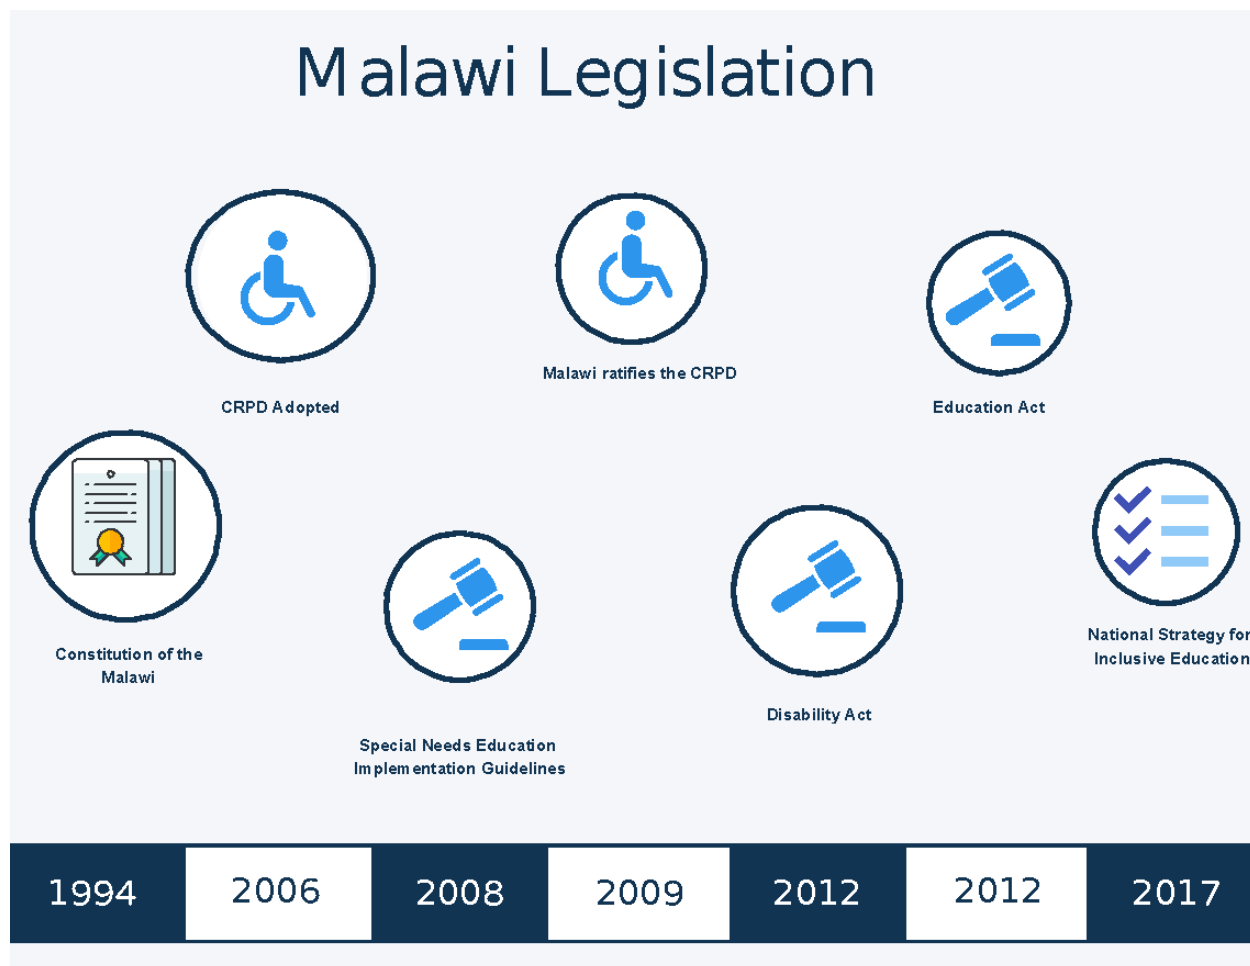 Malawi Legislation
CRPD Adopted
Malawi ratifies the CRPD
Education Act
Constitution of the
Malawi
Special Needs Education
Implementation Guidelines
Disability Act
National Strategy for
Inclusive Education
1994
2006
2008
2009
2012
2012
2017